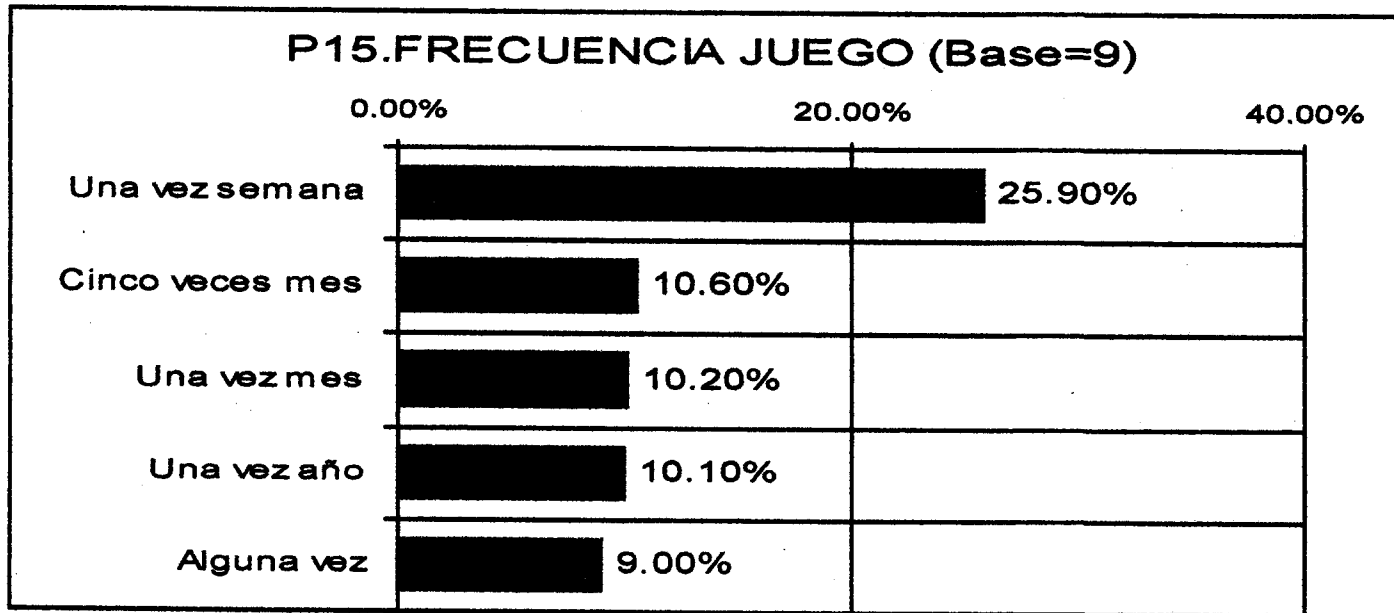 P15.FRECUENCIA JUEGO (Base=9)
0.00% 20.00% 40.00%
Una vez semana 25.90%
Cinco veces mes 10.60%
Una vez mes 10.20%
Una vez año 10.10%
Alguna vez 9.00%